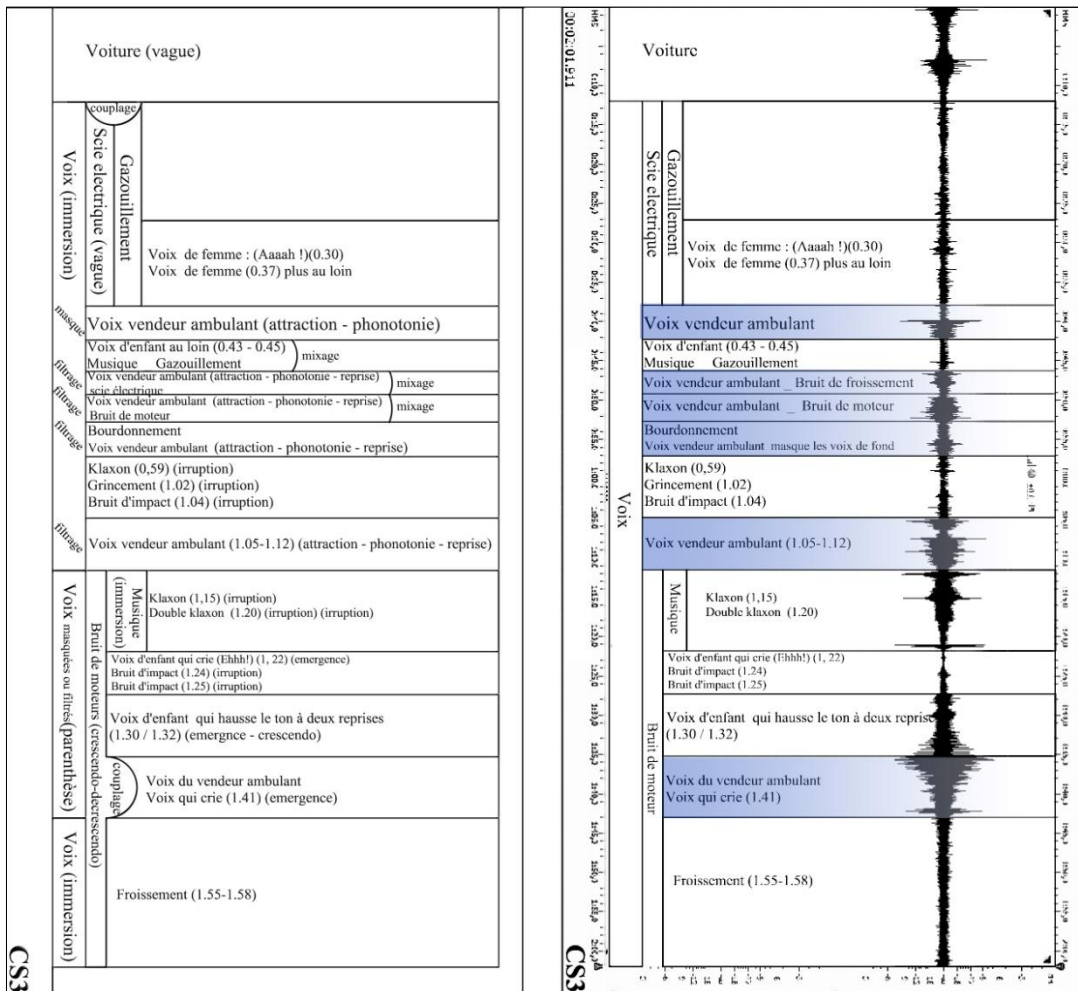 Voiture (vague)
couplage
Voix (immersion)
Scie electrique (vague)
Gazouillement
Voix de femme : (Aaaah !)(0.30)
Voix de femme (0.37) plus au loin
masque
Voix vendeur ambulant (attraction - phonotonie)
Voix d'enfant au loin (0.43 - 0.45)
Musique Gazouillement
mixage
filtrage
Voix vendeur ambulant (attraction - phonotonie - reprise)
scie électrique
mixage
filtrage
Voix vendeur ambulant (attraction - phonotonie - reprise)
Bruit de moteur
mixage
filtrage
Bourdonnement
Voix vendeur ambulant (attraction - phonotonie - reprise)
Klaxon (0,59) (irruption)
Grincement (1.02) (irruption)
Bruit d'impact (1.04) (irruption)
filtrage
Voix vendeur ambulant (1.05-1.12) (attraction - phonotonie - reprise)
Voix masquées ou filtrés(parenthèse)
Bruit de moteurs (crescendo-decrescendo)
Musique
(immersion)
Klaxon (1,15) (irruption)
Double klaxon (1.20) (irruption) (irruption)
Voix d'enfant qui crie (Ehhh!) (1, 22) (emergence)
Bruit d'impact (1.24) (irruption)
Bruit d'impact (1.25) (irruption)
Voix d'enfant qui hausse le ton à deux reprises
(1.30 / 1.32) (emergnce - crescendo)
couplage
Voix du vendeur ambulant
Voix qui crie (1.41) (emergence)
Voix (immersion)
Froissement (1.55-1.58)
CS3
00:02:01.911
Voiture
Scie electrique
Gazouillement
Voix de femme : (Aaaah !)(0.30)
Voix de femme (0.37) plus au loin
Voix vendeur ambulant
Voix d'enfant (0.43 - 0.45)
Musique Gazouillement
Voix vendeur ambulant _ Bruit de froissement
Voix vendeur ambulant _ Bruit de moteur
Bourdonnement
Voix vendeur ambulant masque les voix de fond
Klaxon (0,59)
Grincement (1.02)
Bruit d'impact (1.04)
Voix
Voix vendeur ambulant (1.05-1.12)
Bruit de moteur
Musique
Klaxon (1,15)
Double klaxon (1.20)
Voix d'enfant qui crie (Ehhh!) (1, 22)
Bruit d'impact (1.24)
Bruit d'impact (1.25)
Voix d'enfant qui hausse le ton à deux reprise
(1.30 / 1.32)
Voix du vendeur ambulant
Voix qui crie (1.41)
Froissement (1.55-1.58)
CS3